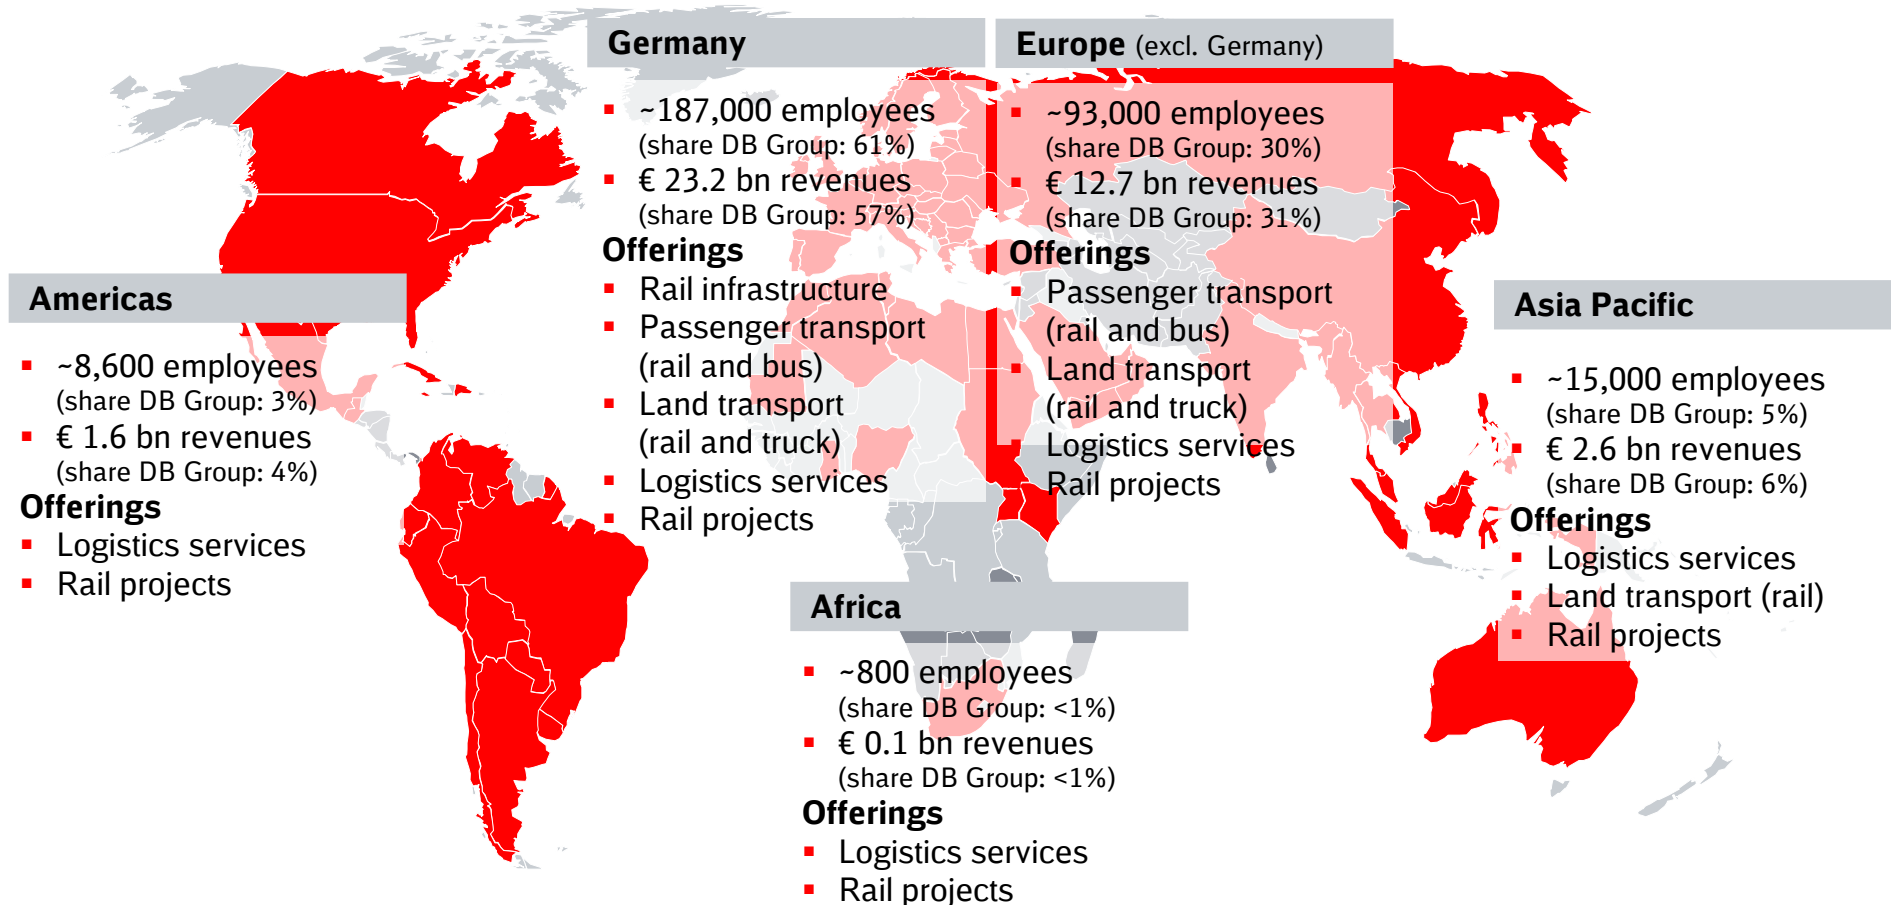 Germany
▪ ~187,000 employees
(share DB Group: 61%)
▪ € 23.2 bn revenues
(share DB Group: 57%)
Offerings
▪ Rail infrastructure
▪ Passenger transport
(rail and bus)
▪ Land transport
(rail and truck)
▪ Logistics services
▪ Rail projects
Europe (excl. Germany)
▪ ~93,000 employees
(share DB Group: 30%)
▪ € 12.7 bn revenues
(share DB Group: 31%)
Offerings
▪ Passenger transport
(rail and bus)
▪ Land transport
(rail and truck)
▪ Logistics services
▪ Rail projects
Americas
▪ ~8,600 employees
(share DB Group: 3%)
▪ € 1.6 bn revenues
(share DB Group: 4%)
Offerings
▪ Logistics services
▪ Rail projects
Asia Pacific
▪ ~15,000 employees
(share DB Group: 5%)
▪ € 2.6 bn revenues
(share DB Group: 6%)
Offerings
▪ Logistics services
▪ Land transport (rail)
▪ Rail projects
Africa
▪ ~800 employees
(share DB Group: <1%)
▪ € 0.1 bn revenues
(share DB Group: <1%)
Offerings
▪ Logistics services
▪ Rail projects